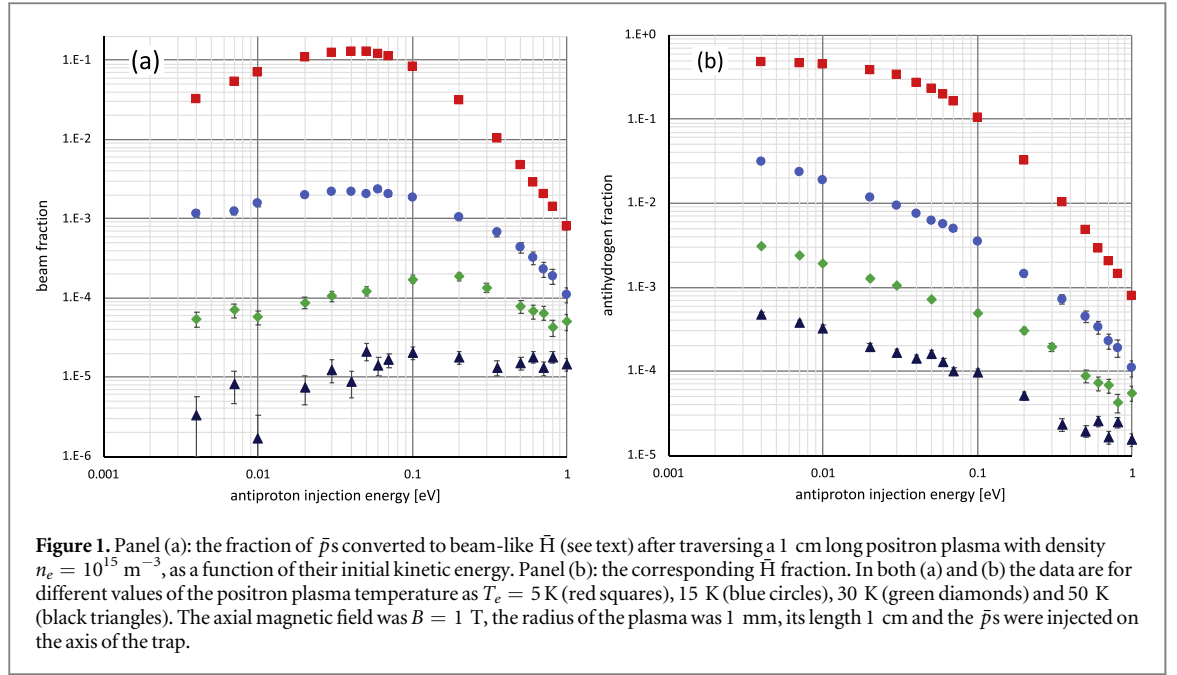 (a)
1.E-1
1.E-2
1.E-3
1.E-4
1.E-5
1.E-6
beam fraction
0.001 0.01 0.1 1
antiproton injection energy [eV]
(b)
1.E+0
1.E-1
1.E-2
1.E-3
1.E-4
1.E-5
antihydrogen fraction
0.001 0.01 0.1 1
antiproton injection energy [eV]
Figure 1. Panel (a): the fraction of p̄s converted to beam-like H̄ (see text) after traversing a 1 cm long positron plasma with density
nₑ = 10¹⁵ m⁻³, as a function of their initial kinetic energy. Panel (b): the corresponding H̄ fraction. In both (a) and (b) the data are for
different values of the positron plasma temperature as Tₑ = 5 K (red squares), 15 K (blue circles), 30 K (green diamonds) and 50 K
(black triangles). The axial magnetic field was B = 1 T, the radius of the plasma was 1 mm, its length 1 cm and the p̄s were injected on
the axis of the trap.